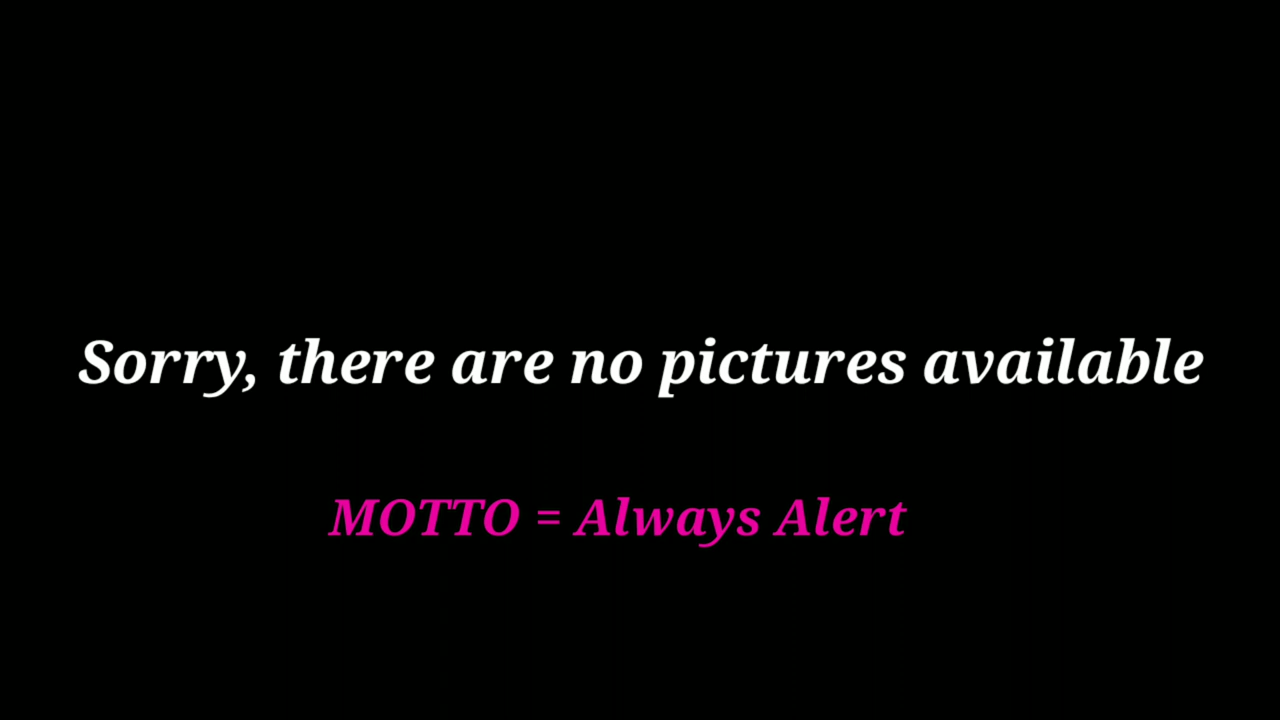 Sorry, there are no pictures available
MOTTO = Always Alert